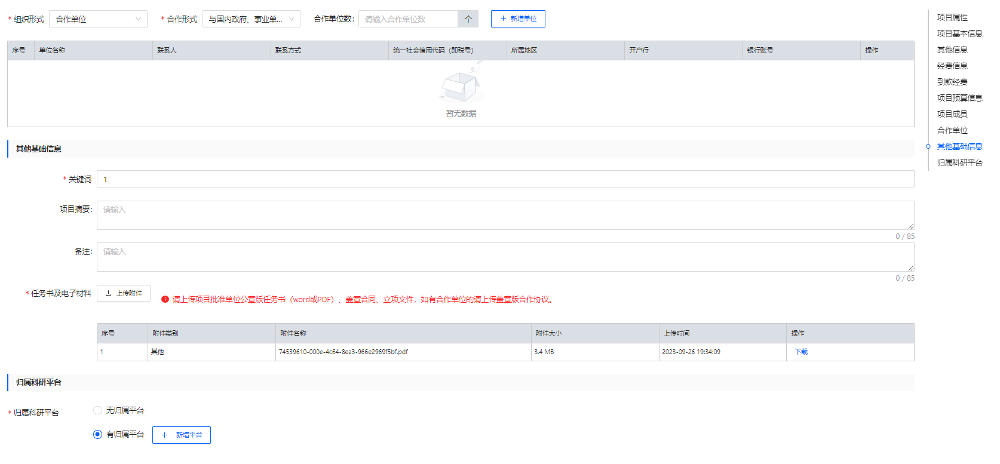 * 组织形式 合作单位 * 合作形式 与国内政府、事业单... 合作单位数: 请输入合作单位数 个 + 新增单位
序号 单位名称 联系人 联系方式 统一社会信用代码（即税号） 所属地区 开户行 银行账号 操作
暂无数据
其他基础信息
* 关键词 1
项目摘要: 请输入
0 / 85
备注: 请输入
0 / 85
* 任务书及电子材料 上传附件 请上传项目批准单位公章版任务书（word或PDF）、盖章合同、立项文件，如有合作单位的请上传盖章版合作协议。
序号 附件类别 附件名称 附件大小 上传时间 操作
1 其他 74539610-000e-4c64-8ea3-966e2969f5bf.pdf 3.4 MB 2023-09-26 19:34:09 下载
归属科研平台
* 归属科研平台 无归属平台
有归属平台 + 新增平台
项目属性
项目基本信息
其他信息
经费信息
到款经费
项目预算信息
项目成员
合作单位
其他基础信息
归属科研平台